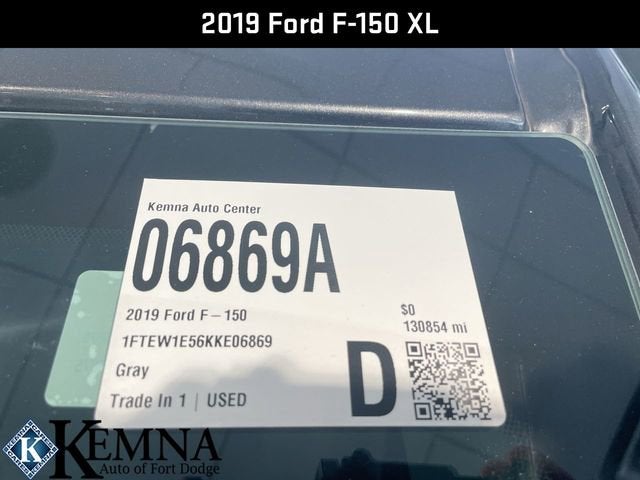 2019 Ford F-150 XL
Kemna Auto Center
06869A
2019 Ford F-150
$0
130854 mi
1FTEW1E56KKE06869
Gray
D
Trade In 1 | USED
K
KEMNA
Auto of Fort Dodge